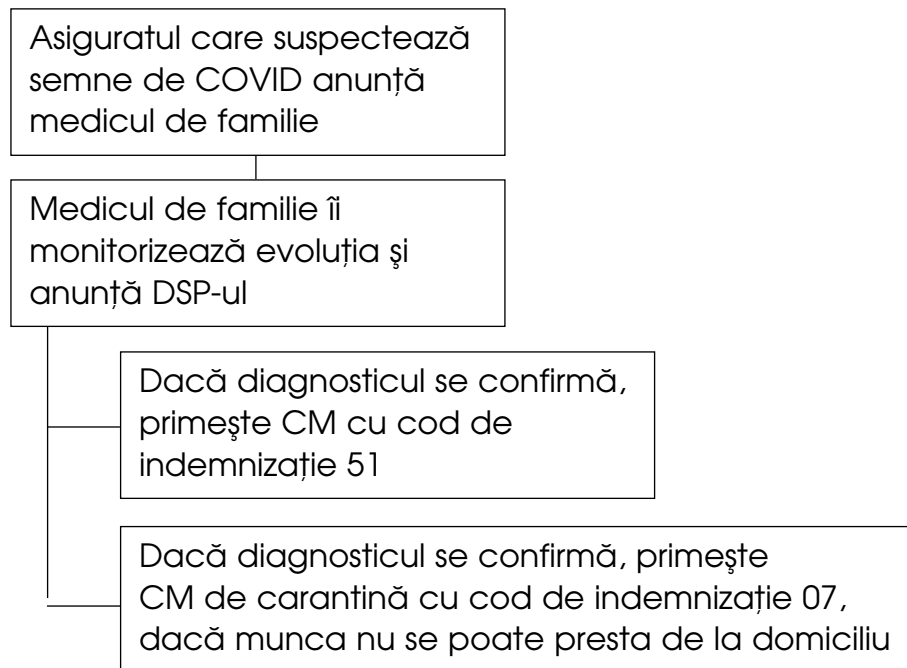 Asiguratul care suspectează
semne de COVID anunță
medicul de familie
Medicul de familie îi
monitorizează evoluția şi
anunță DSP-ul
Dacă diagnosticul se confirmă,
primeşte CM cu cod de
indemnizație 51
Dacă diagnosticul se confirmă, primeşte
CM de carantină cu cod de indemnizație 07,
dacă munca nu se poate presta de la domiciliu